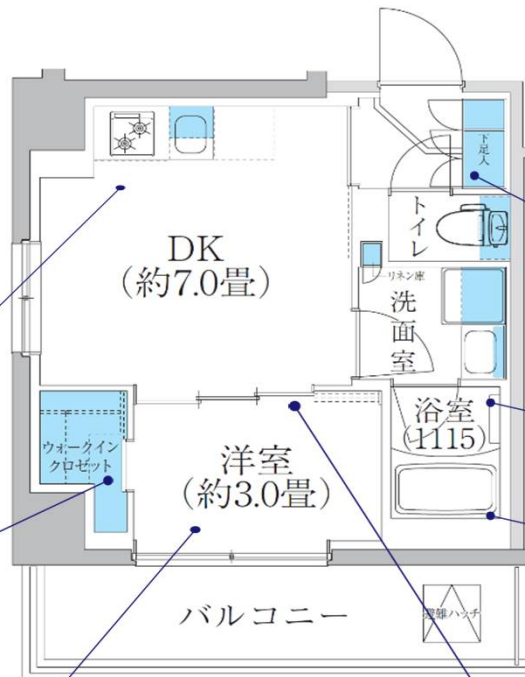 下足入
トイレ
DK
(約7.0畳)
リネン庫
洗面室
浴室
(1115)
ウォークイン
クロゼット
洋室
(約3.0畳)
バルコニー
避難ハッチ